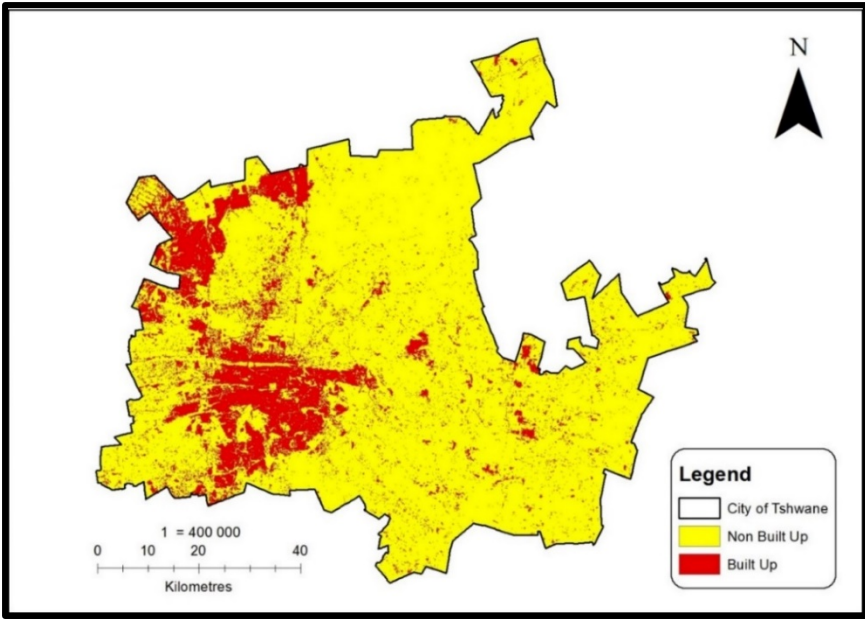 N
Legend
City of Tshwane
Non Built Up
Built Up
1 = 400 000
0 10 20 40
Kilometres